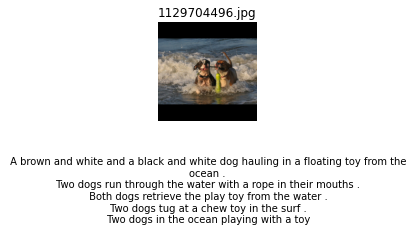 1129704496.jpg
A brown and white and a black and white dog hauling in a floating toy from the
ocean .
Two dogs run through the water with a rope in their mouths .
Both dogs retrieve the play toy from the water .
Two dogs tug at a chew toy in the surf .
Two dogs in the ocean playing with a toy